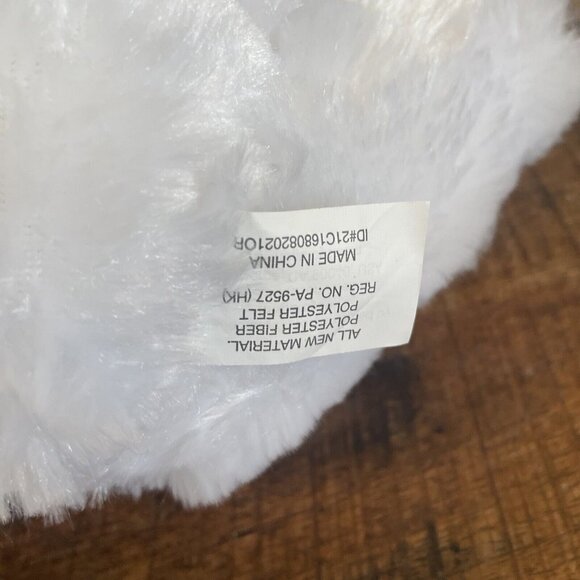 ALL NEW MATERIAL.
POLYESTER FIBER
POLYESTER FELT
REG. NO. PA-9527 (HK)
MADE IN CHINA
ID#21C1680820210R